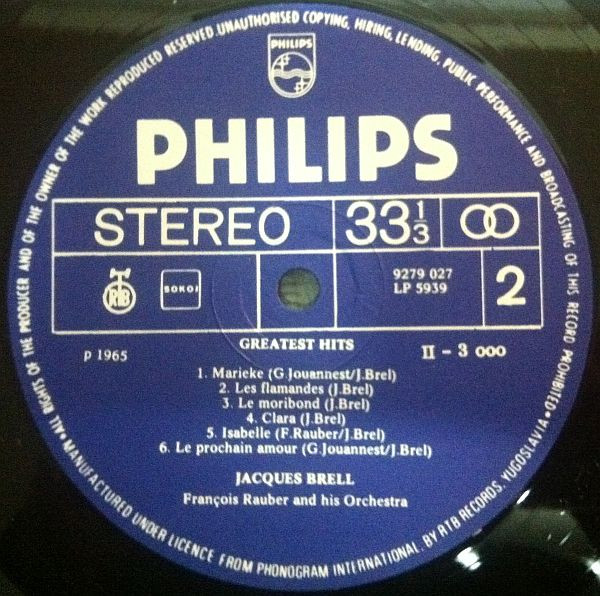 ALL RIGHTS OF THE PRODUCER AND OF THE OWNER OF THE WORK REPRODUCED RESERVED. UNAUTHORISED COPYING, HIRING, LENDING, PUBLIC PERFORMANCE AND BROADCASTING OF THIS RECORD PROHIBITED •
PHILIPS
PHILIPS
STEREO 33 1/3
RTB SOKOJ 9279 027
LP 5939 2
GREATEST HITS
P 1965 II - 3 000
1. Marieke (G.Jouannest/J.Brel)
2. Les flamandes (J.Brel)
3. Le moribond (J.Brel)
4. Clara (J.Brel)
5. Isabelle (F.Rauber/J.Brel)
6. Le prochain amour (G.Jouannest/J.Brel)
JACQUES BRELL
François Rauber and his Orchestra
• MANUFACTURED UNDER LICENCE FROM PHONOGRAM INTERNATIONAL. BY RTB RECORDS, YUGOSLAVIA •